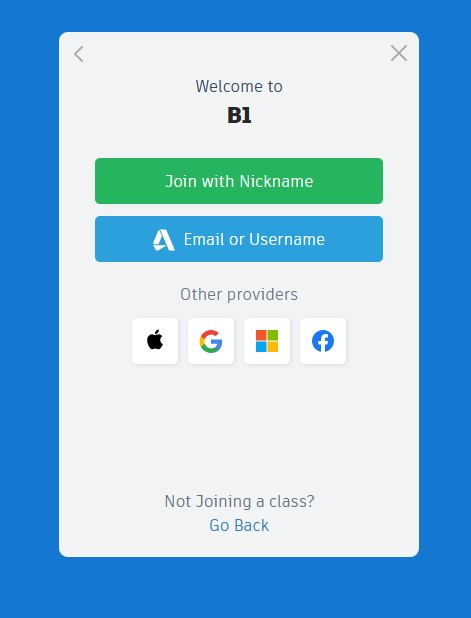 Welcome to
B1
Join with Nickname
Email or Username
Other providers
Not Joining a class?
Go Back